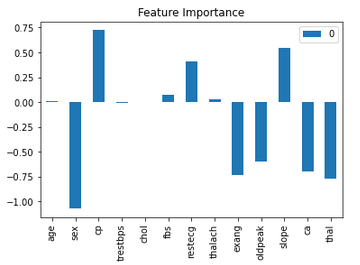 Feature Importance
0
0.75
0.50
0.25
0.00
−0.25
−0.50
−0.75
−1.00
age
sex
cp
trestbps
chol
fbs
restecg
thalach
exang
oldpeak
slope
ca
thal